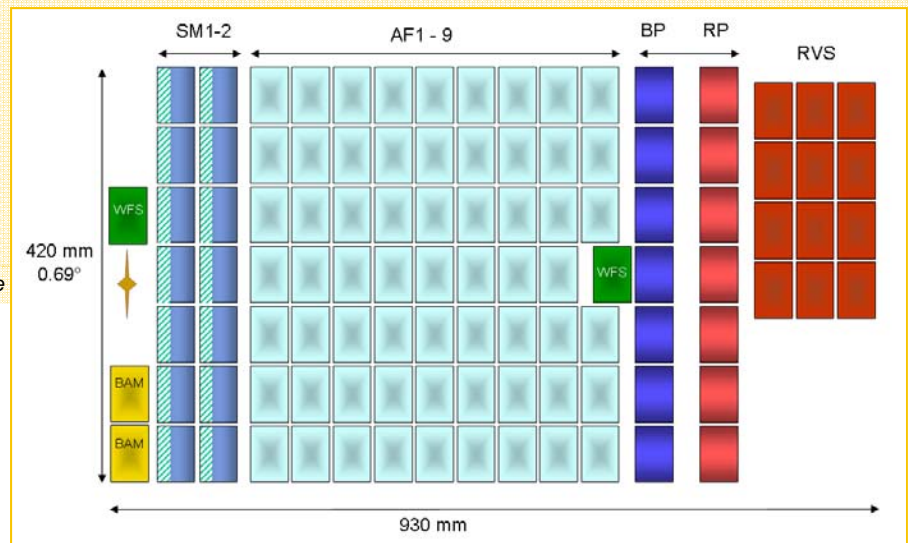 SM1-2
AF1 - 9
BP
RP
RVS
WFS
420 mm
0.69°
e
WFS
BAM
BAM
930 mm